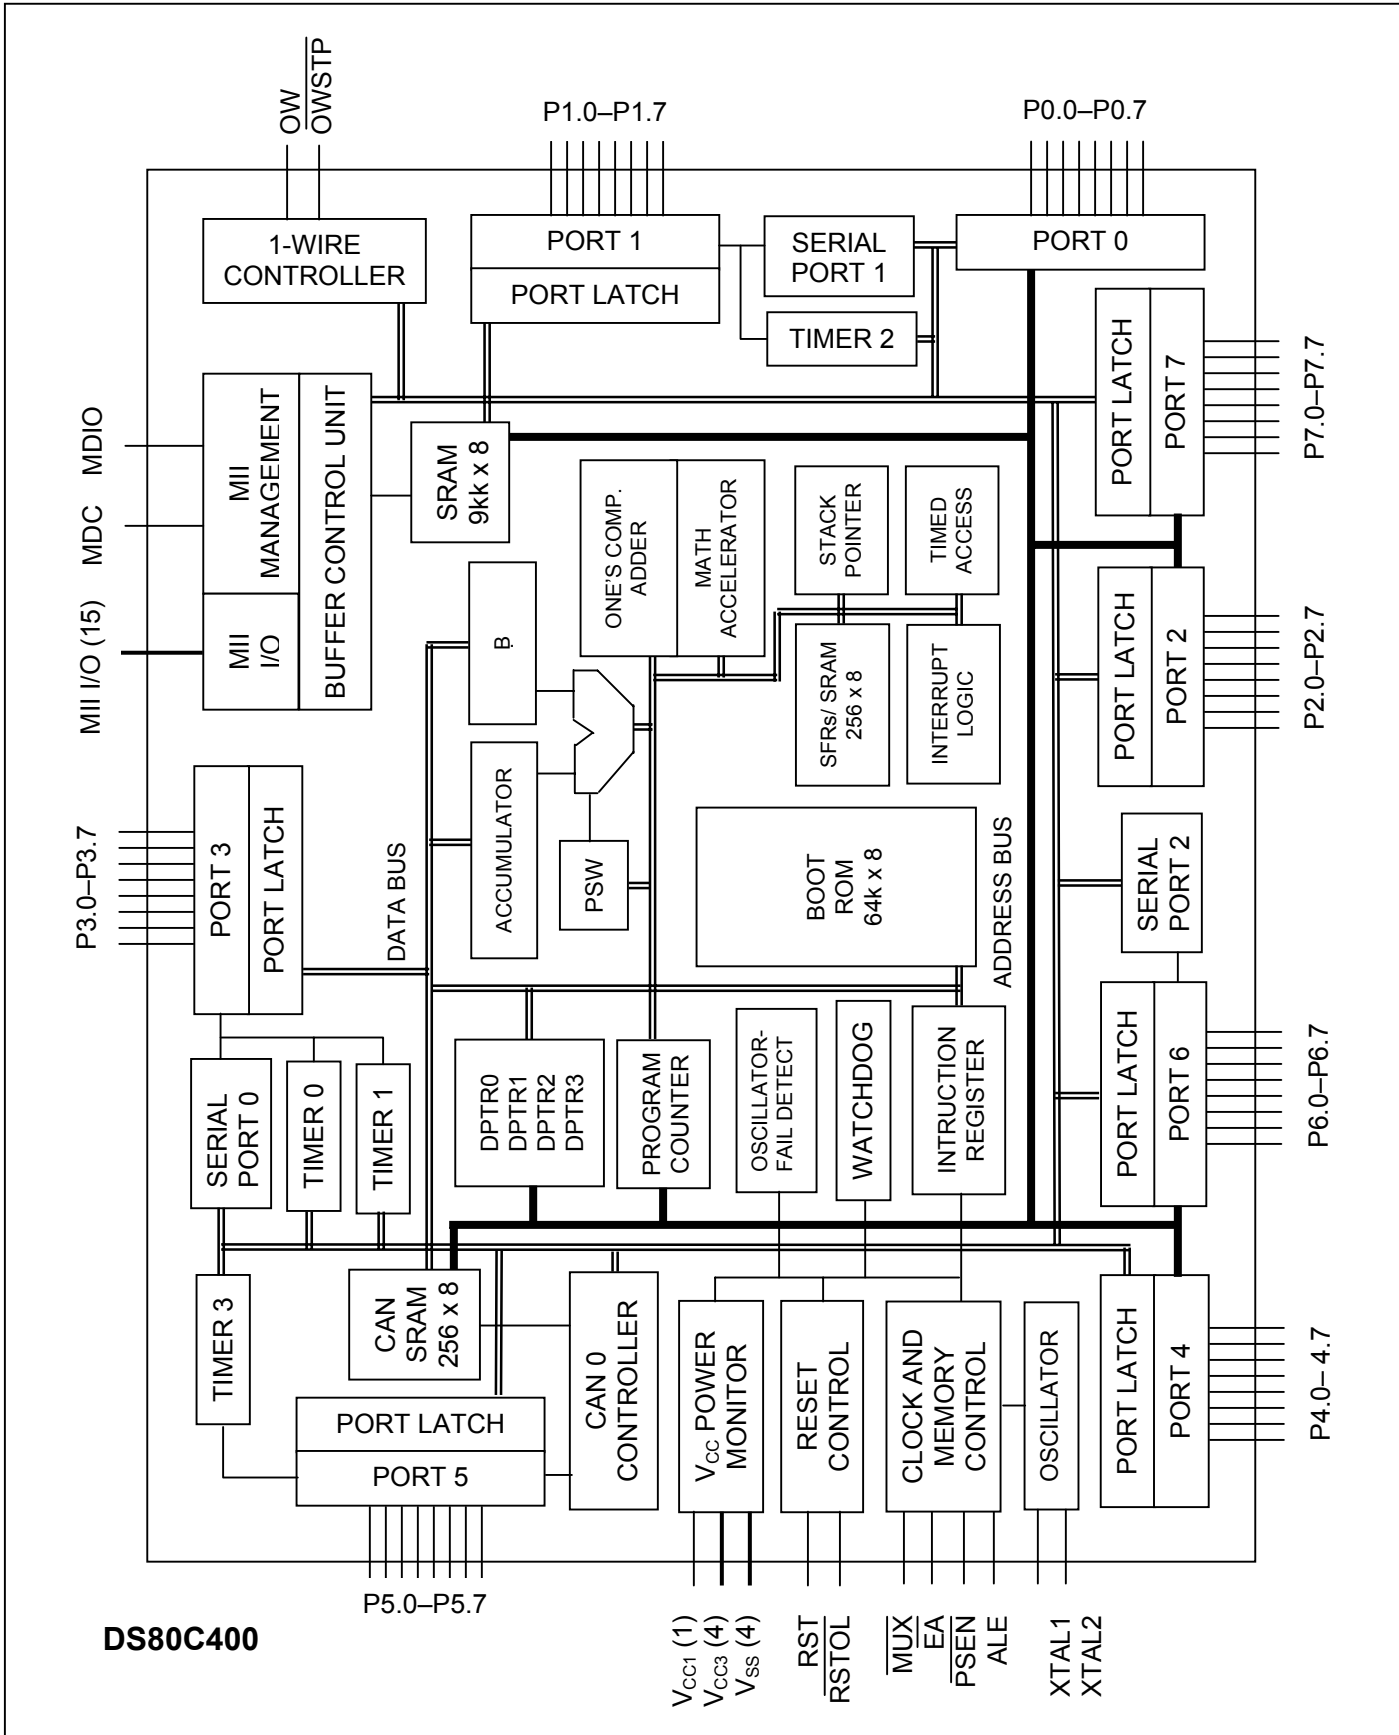 OW
OWSTP
P1.0–P1.7
P0.0–P0.7
1-WIRE
CONTROLLER
PORT 1
PORT LATCH
SERIAL
PORT 1
TIMER 2
PORT 0
MDIO
MDC
MII I/O (15)
MII
MANAGEMENT
MII
I/O
BUFFER CONTROL UNIT
SRAM
9kk x 8
PORT LATCH
PORT 7
P7.0–P7.7
ONE'S COMP.
ADDER
MATH
ACCELERATOR
STACK
POINTER
TIMED
ACCESS
B
SFRs/ SRAM
256 x 8
INTERRUPT
LOGIC
PORT LATCH
PORT 2
P2.0–P2.7
P3.0–P3.7
PORT 3
PORT LATCH
DATA BUS
ACCUMULATOR
PSW
BOOT
ROM
64k x 8
ADDRESS BUS
SERIAL
PORT 2
SERIAL
PORT 0
TIMER 0
TIMER 1
DPTR0
DPTR1
DPTR2
DPTR3
PROGRAM
COUNTER
OSCILLATOR-
FAIL DETECT
WATCHDOG
INTRUCTION
REGISTER
PORT LATCH
PORT 6
P6.0–P6.7
TIMER 3
CAN
SRAM
256 x 8
CAN 0
CONTROLLER
VCC POWER
MONITOR
RESET
CONTROL
CLOCK AND
MEMORY
CONTROL
OSCILLATOR
PORT LATCH
PORT 4
P4.0– 4.7
PORT LATCH
PORT 5
P5.0–P5.7
VCC1 (1)
VCC3 (4)
VSS (4)
RST
RSTOL
MUX
EA
PSEN
ALE
XTAL1
XTAL2
DS80C400